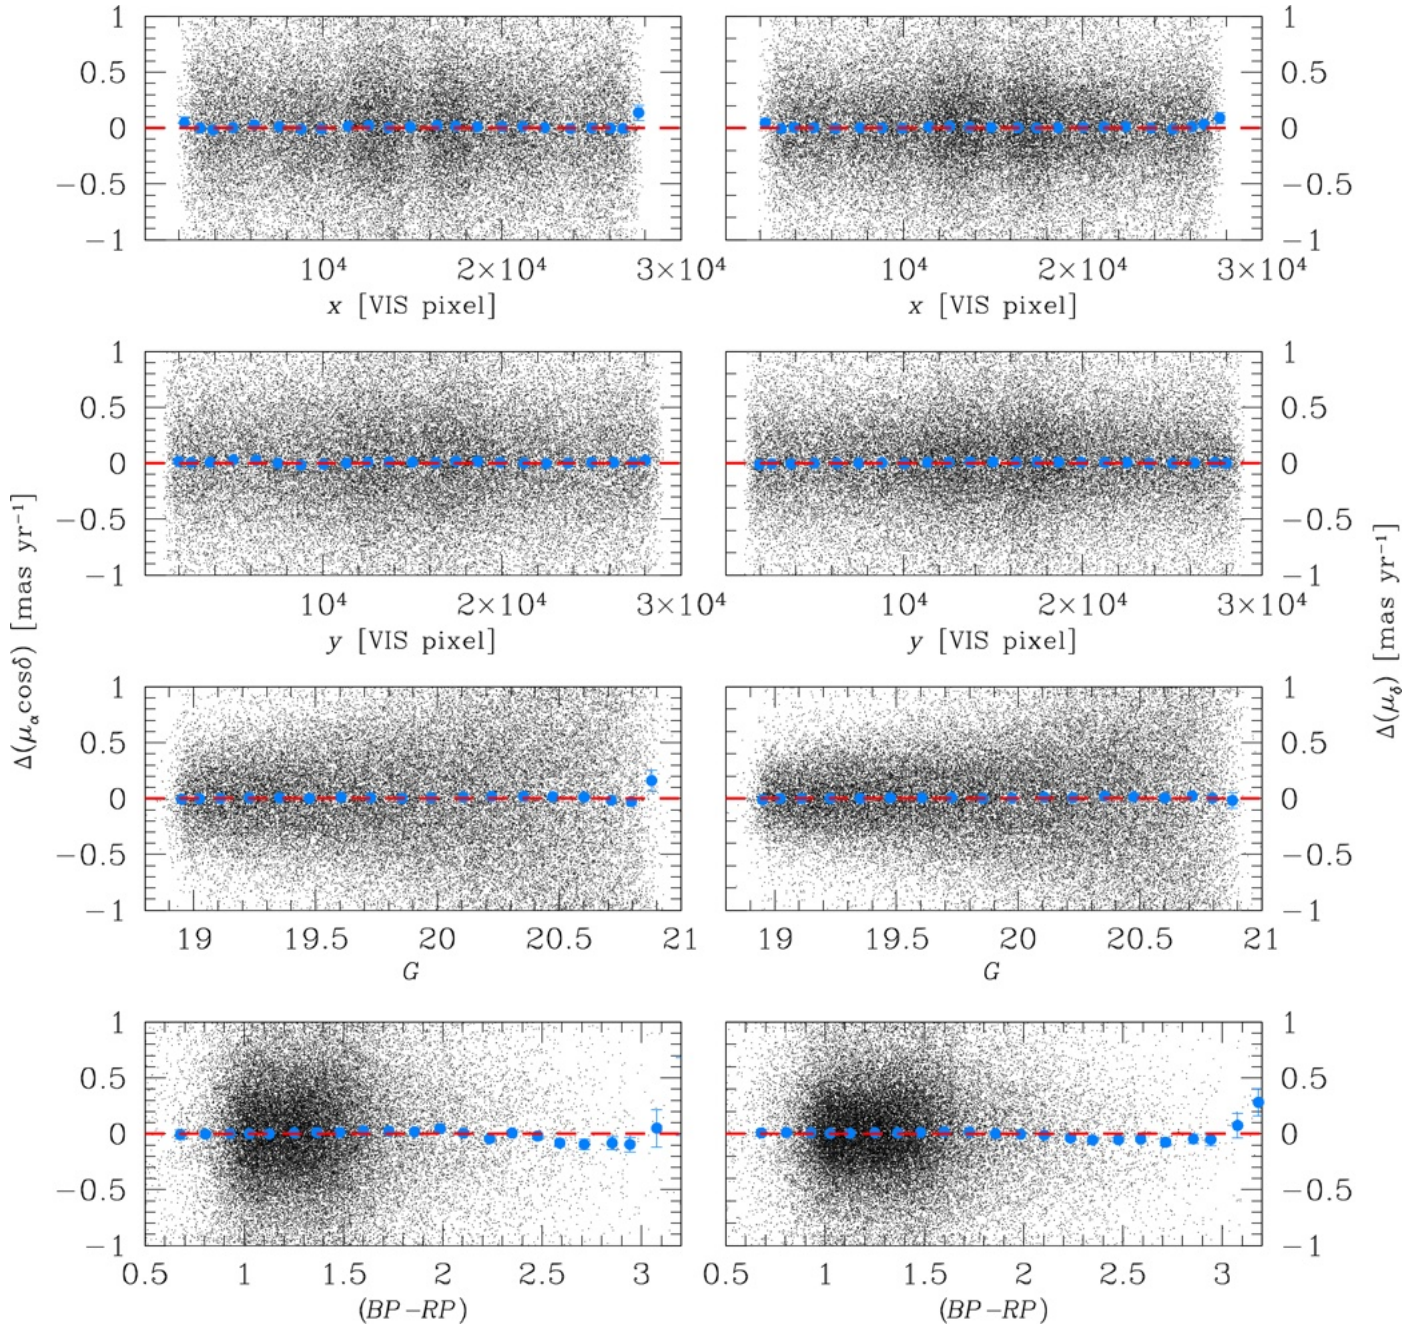 1 0.5 0 −0.5 −1
1 0.5 0 −0.5 −1
10⁴ 2×10⁴ 3×10⁴
10⁴ 2×10⁴ 3×10⁴
x [VIS pixel]
x [VIS pixel]
1 0.5 0 −0.5 −1
1 0.5 0 −0.5 −1
10⁴ 2×10⁴ 3×10⁴
10⁴ 2×10⁴ 3×10⁴
y [VIS pixel]
y [VIS pixel]
Δ(μ_α cosδ) [mas yr⁻¹]
Δ(μ_δ) [mas yr⁻¹]
1 0.5 0 −0.5 −1
1 0.5 0 −0.5 −1
19 19.5 20 20.5 21
19 19.5 20 20.5 21
G
G
1 0.5 0 −0.5 −1
1 0.5 0 −0.5 −1
0.5 1 1.5 2 2.5 3
0.5 1 1.5 2 2.5 3
(BP−RP)
(BP−RP)